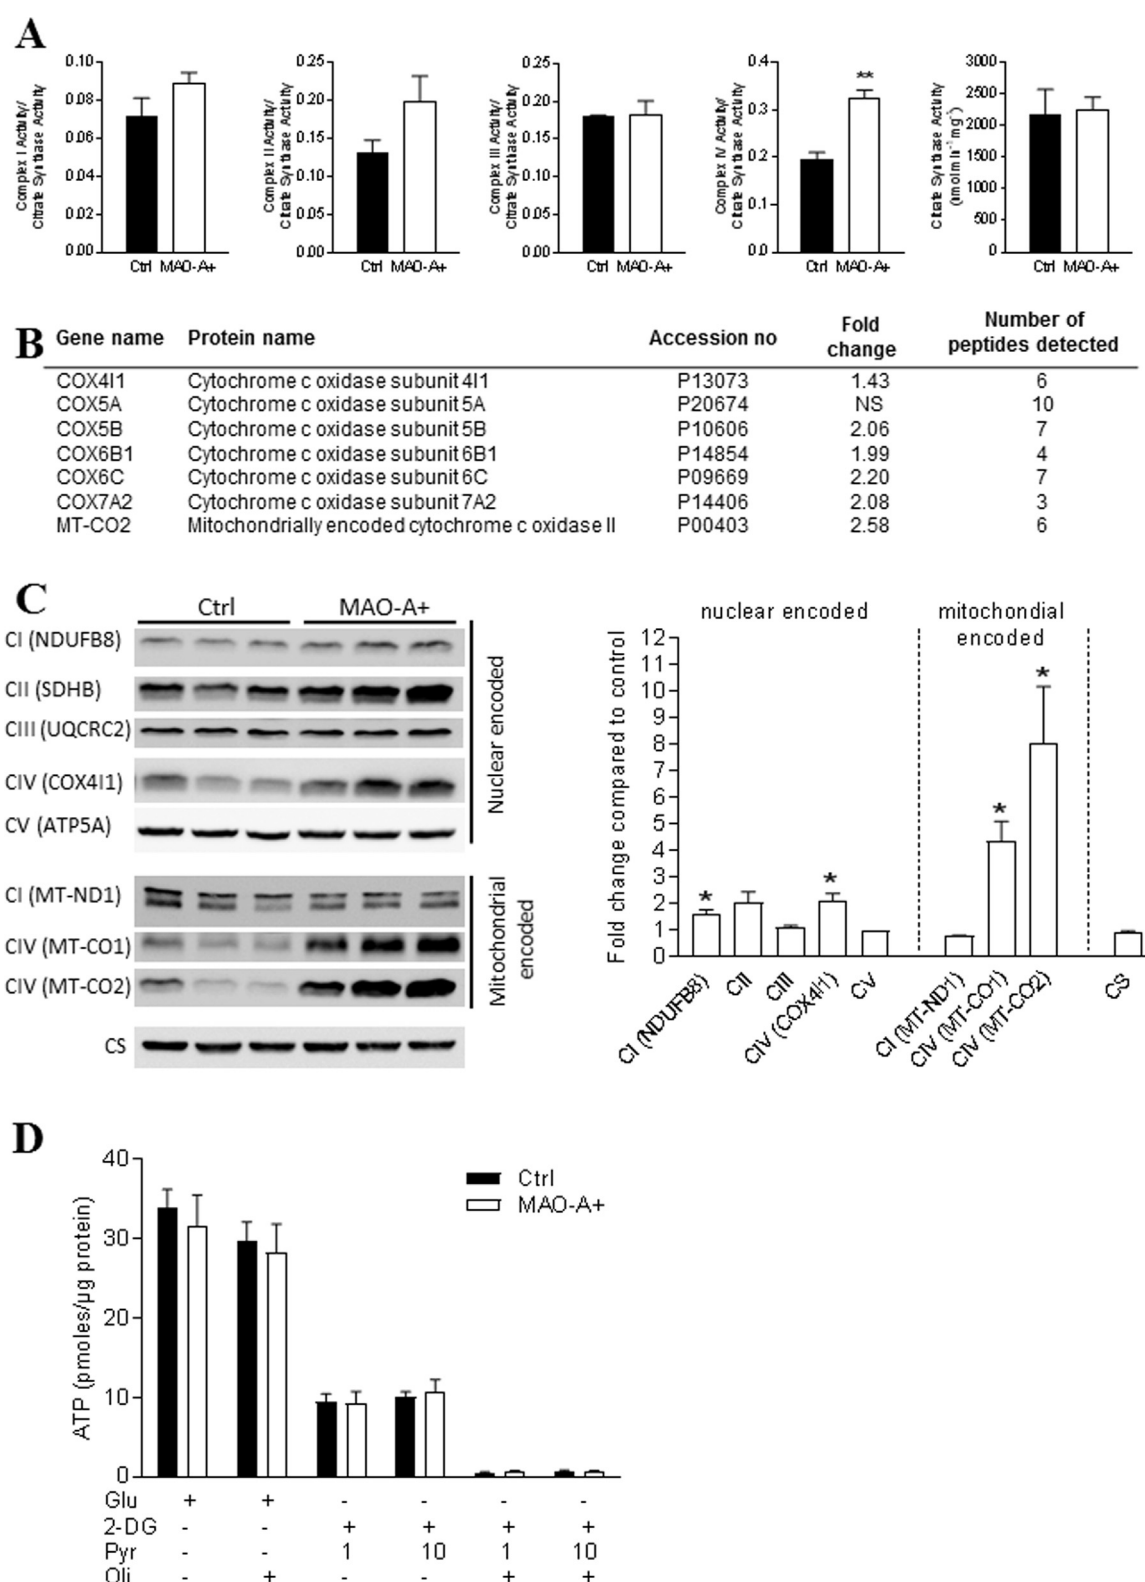 A
Complex I Activity/
Citrate Synthase Activity
0.10
0.08
0.06
0.04
0.02
0.00
Ctrl MAO-A+
Complex II Activity/
Citrate Synthase Activity
0.25
0.20
0.15
0.10
0.05
0.00
Ctrl MAO-A+
Complex III Activity/
Citrate Synthase Activity
0.25
0.20
0.15
0.10
0.05
0.00
Ctrl MAO-A+
Complex IV Activity/
Citrate Synthase Activity
0.4
0.3
0.2
0.1
0.0
**
Ctrl MAO-A+
Citrate Synthase Activity
(nmol min⁻¹ mg⁻¹)
3000
2500
2000
1500
1000
500
0
Ctrl MAO-A+
B
Gene name Protein name Accession no Fold change Number of peptides detected
COX4I1 Cytochrome c oxidase subunit 4I1 P13073 1.43 6
COX5A Cytochrome c oxidase subunit 5A P20674 NS 10
COX5B Cytochrome c oxidase subunit 5B P10606 2.06 7
COX6B1 Cytochrome c oxidase subunit 6B1 P14854 1.99 4
COX6C Cytochrome c oxidase subunit 6C P09669 2.20 7
COX7A2 Cytochrome c oxidase subunit 7A2 P14406 2.08 3
MT-CO2 Mitochondrially encoded cytochrome c oxidase II P00403 2.58 6
C
Ctrl MAO-A+
CI (NDUFB8)
CII (SDHB)
CIII (UQCRC2)
CIV (COX4I1)
CV (ATP5A)
Nuclear encoded
CI (MT-ND1)
CIV (MT-CO1)
CIV (MT-CO2)
Mitochondrial
encoded
CS
nuclear encoded
mitochondial
encoded
Fold change compared to control
12
11
10
9
8
7
6
5
4
3
2
1
0
*
*
*
*
CI (NDUFB8)
CII
CIII
CIV (COX4I1)
CV
CI (MT-ND1)
CIV (MT-CO1)
CIV (MT-CO2)
CS
D
ATP (pmoles/µg protein)
40
30
20
10
0
Ctrl
MAO-A+
Glu + + - - - -
2-DG - - + + + +
Pyr - - 1 10 1 10
Oli - + - - + +